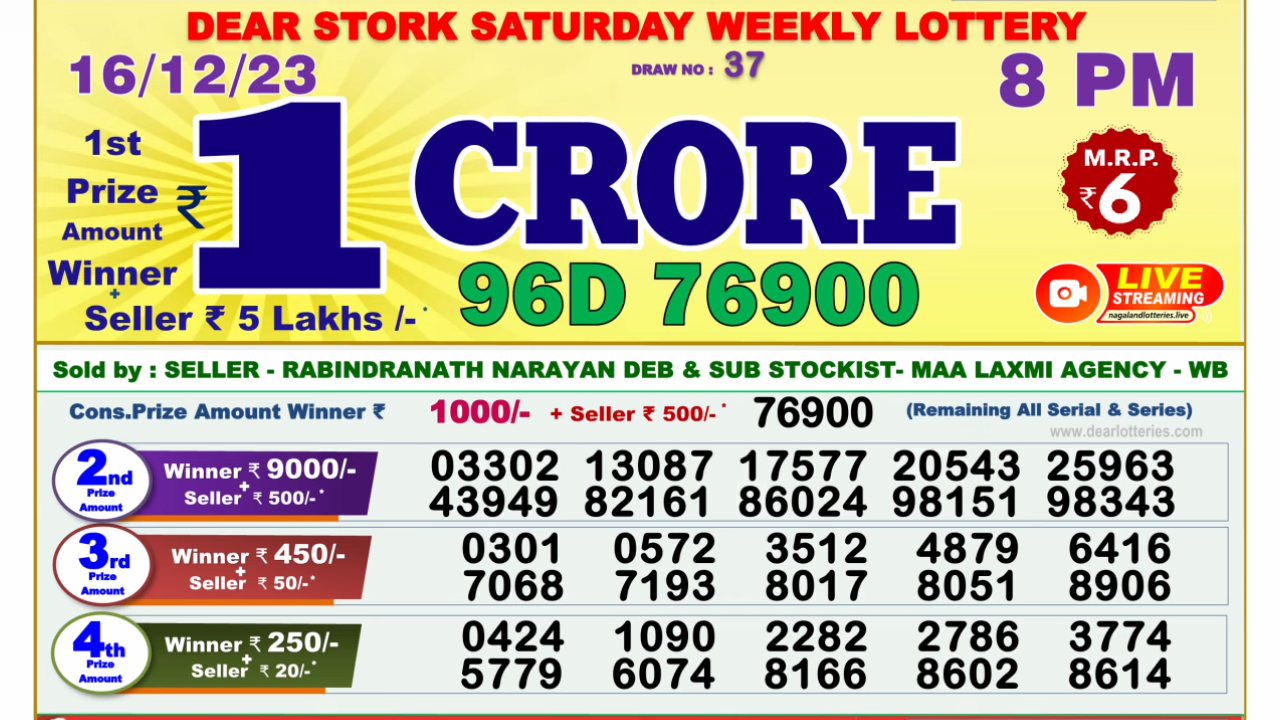 DEAR STORK SATURDAY WEEKLY LOTTERY
16/12/23
DRAW NO : 37
8 PM
1st
Prize
Amount
Winner
+
Seller ₹ 5 Lakhs /-*
₹ 1 CRORE
96D 76900
M.R.P.
₹6
LIVE
STREAMING
nagalandlotteries.live
Sold by : SELLER - RABINDRANATH NARAYAN DEB & SUB STOCKIST- MAA LAXMI AGENCY - WB
Cons.Prize Amount Winner ₹ 1000/- + Seller ₹ 500/-* 76900 (Remaining All Serial & Series)
www.dearlotteries.com
2nd
Prize
Amount
Winner ₹ 9000/-
+
Seller ₹ 500/-*
03302 13087 17577 20543 25963
43949 82161 86024 98151 98343
3rd
Prize
Amount
Winner ₹ 450/-
+
Seller ₹ 50/-*
0301 0572 3512 4879 6416
7068 7193 8017 8051 8906
4th
Prize
Amount
Winner ₹ 250/-
+
Seller ₹ 20/-*
0424 1090 2282 2786 3774
5779 6074 8166 8602 8614